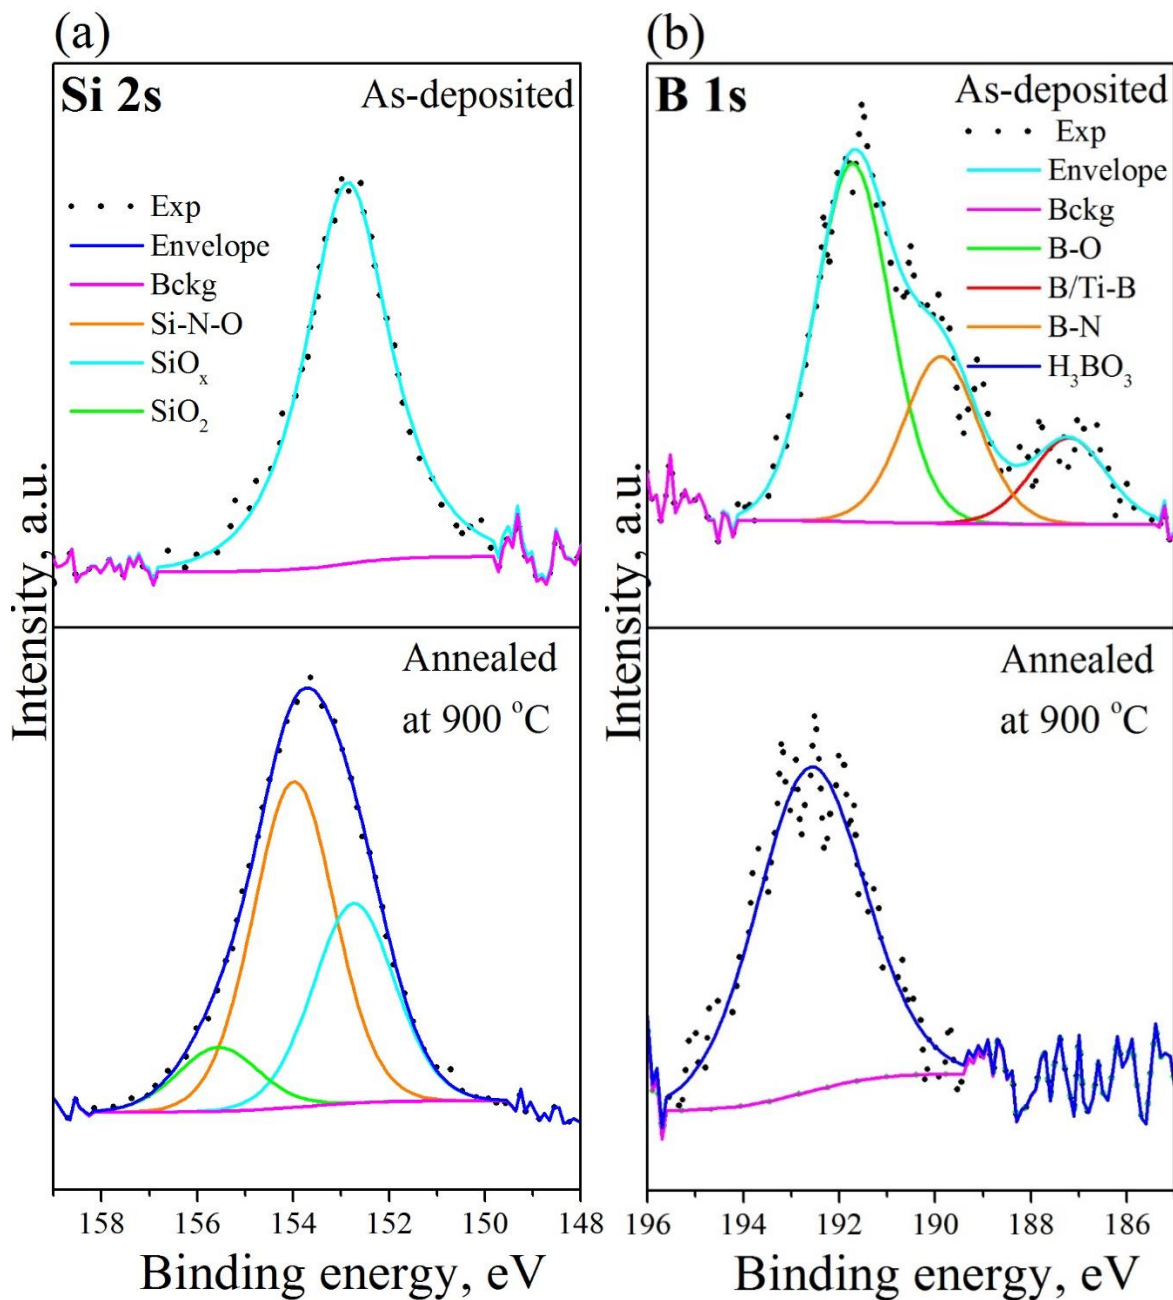 (a)
Si 2s
As-deposited
Exp
Envelope
Bckg
Si-N-O
SiOₓ
SiO₂
Annealed
at 900 °C
Intensity, a.u.
158 156 154 152 150 148
Binding energy, eV
(b)
B 1s
As-deposited
Exp
Envelope
Bckg
B-O
B/Ti-B
B-N
H₃BO₃
Annealed
at 900 °C
Intensity, a.u.
196 194 192 190 188 186
Binding energy, eV